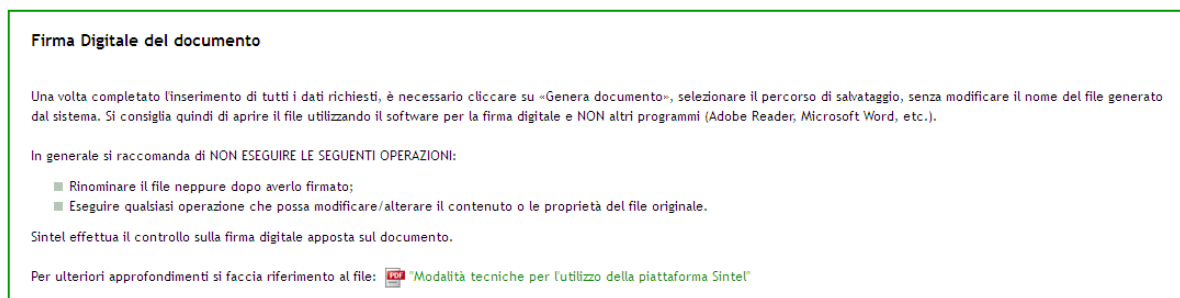 Firma Digitale del documento
Una volta completato l'inserimento di tutti i dati richiesti, è necessario cliccare su «Genera documento», selezionare il percorso di salvataggio, senza modificare il nome del file generato
dal sistema. Si consiglia quindi di aprire il file utilizzando il software per la firma digitale e NON altri programmi (Adobe Reader, Microsoft Word, etc.).
In generale si raccomanda di NON ESEGUIRE LE SEGUENTI OPERAZIONI:
Rinominare il file neppure dopo averlo firmato;
Eseguire qualsiasi operazione che possa modificare/alterare il contenuto o le proprietà del file originale.
Sintel effettua il controllo sulla firma digitale apposta sul documento.
Per ulteriori approfondimenti si faccia riferimento al file: PDF "Modalità tecniche per l'utilizzo della piattaforma Sintel"